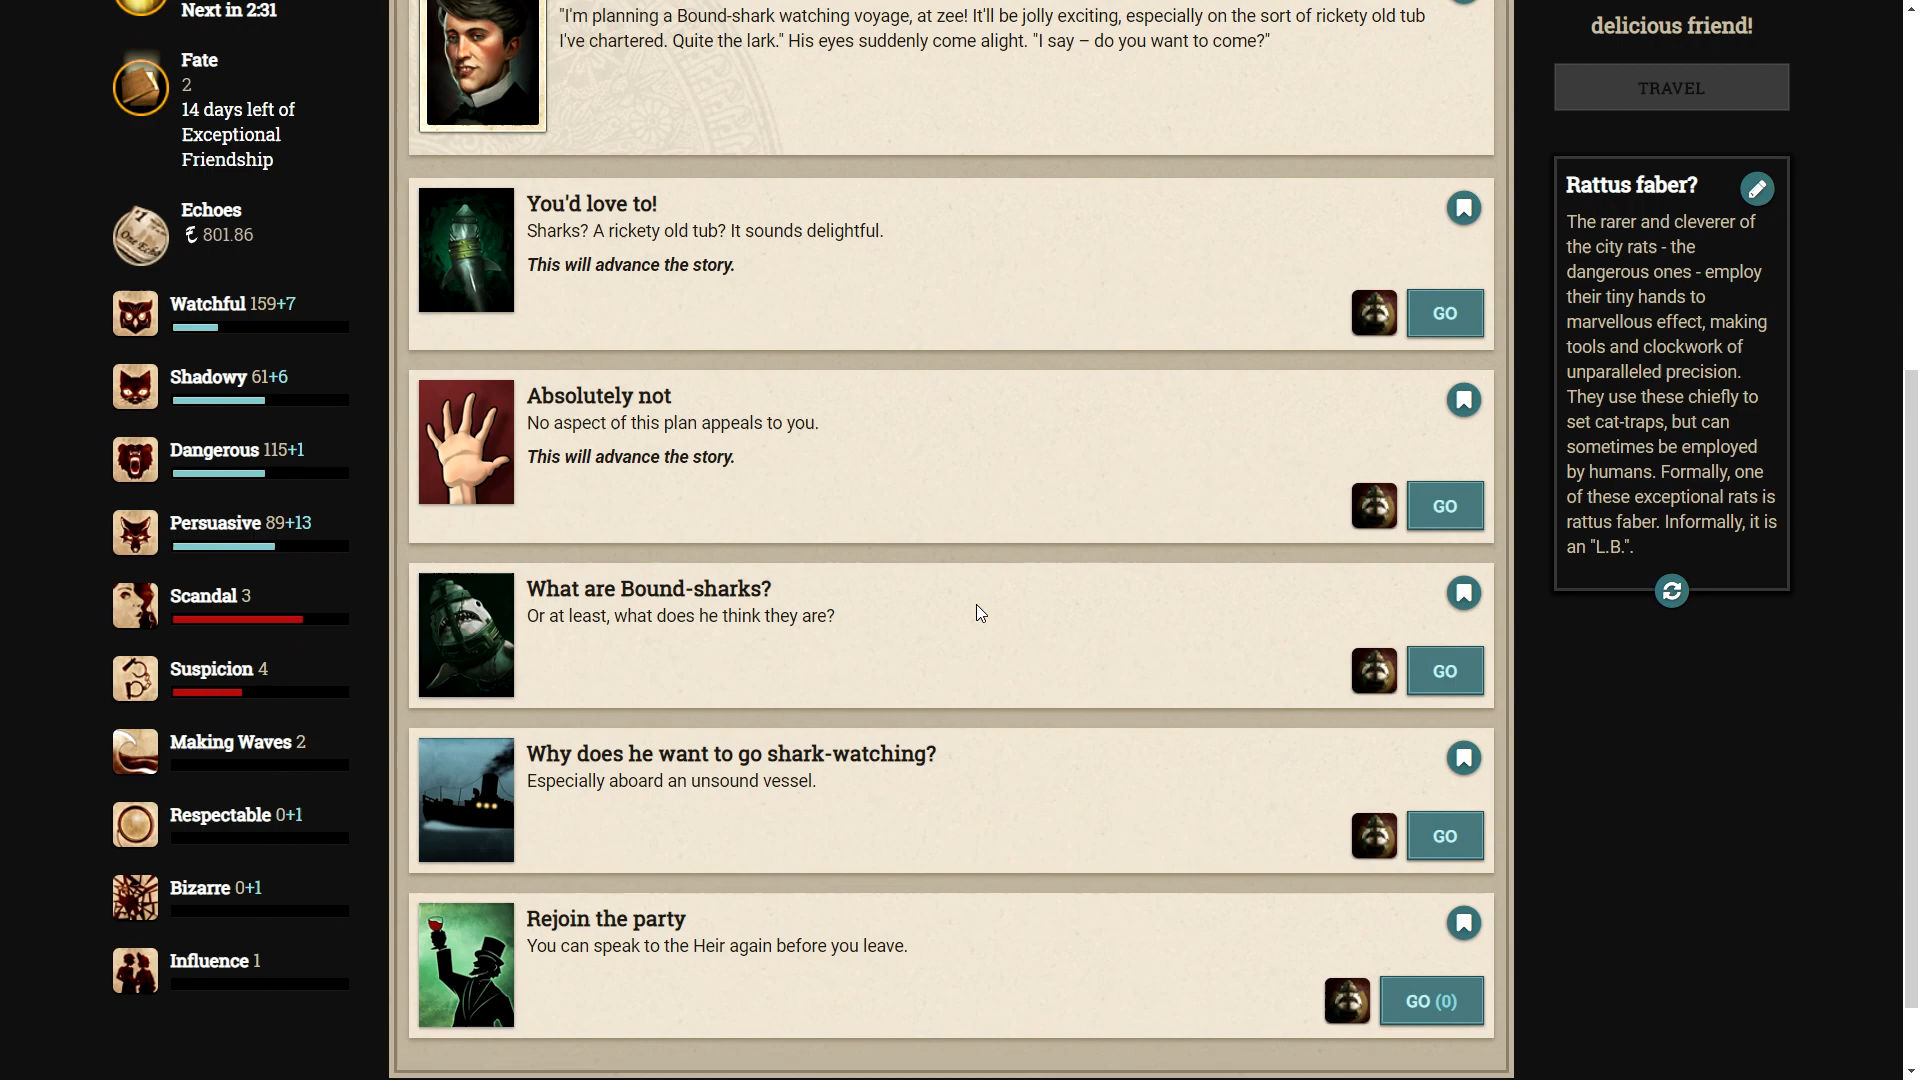 Next in 2:31
Fate
2
14 days left of
Exceptional
Friendship
Echoes
801.86
Watchful 159+7
Shadowy 61+6
Dangerous 115+1
Persuasive 89+13
Scandal 3
Suspicion 4
Making Waves 2
Respectable 0+1
Bizarre 0+1
Influence 1
"I'm planning a Bound-shark watching voyage, at zee! It'll be jolly exciting, especially on the sort of rickety old tub
I've chartered. Quite the lark." His eyes suddenly come alight. "I say – do you want to come?"
You'd love to!
Sharks? A rickety old tub? It sounds delightful.
This will advance the story.
GO
Absolutely not
No aspect of this plan appeals to you.
This will advance the story.
GO
What are Bound-sharks?
Or at least, what does he think they are?
GO
Why does he want to go shark-watching?
Especially aboard an unsound vessel.
GO
Rejoin the party
You can speak to the Heir again before you leave.
GO (0)
delicious friend!
TRAVEL
Rattus faber?
The rarer and cleverer of
the city rats - the
dangerous ones - employ
their tiny hands to
marvellous effect, making
tools and clockwork of
unparalleled precision.
They use these chiefly to
set cat-traps, but can
sometimes be employed
by humans. Formally, one
of these exceptional rats is
rattus faber. Informally, it is
an "L.B.".